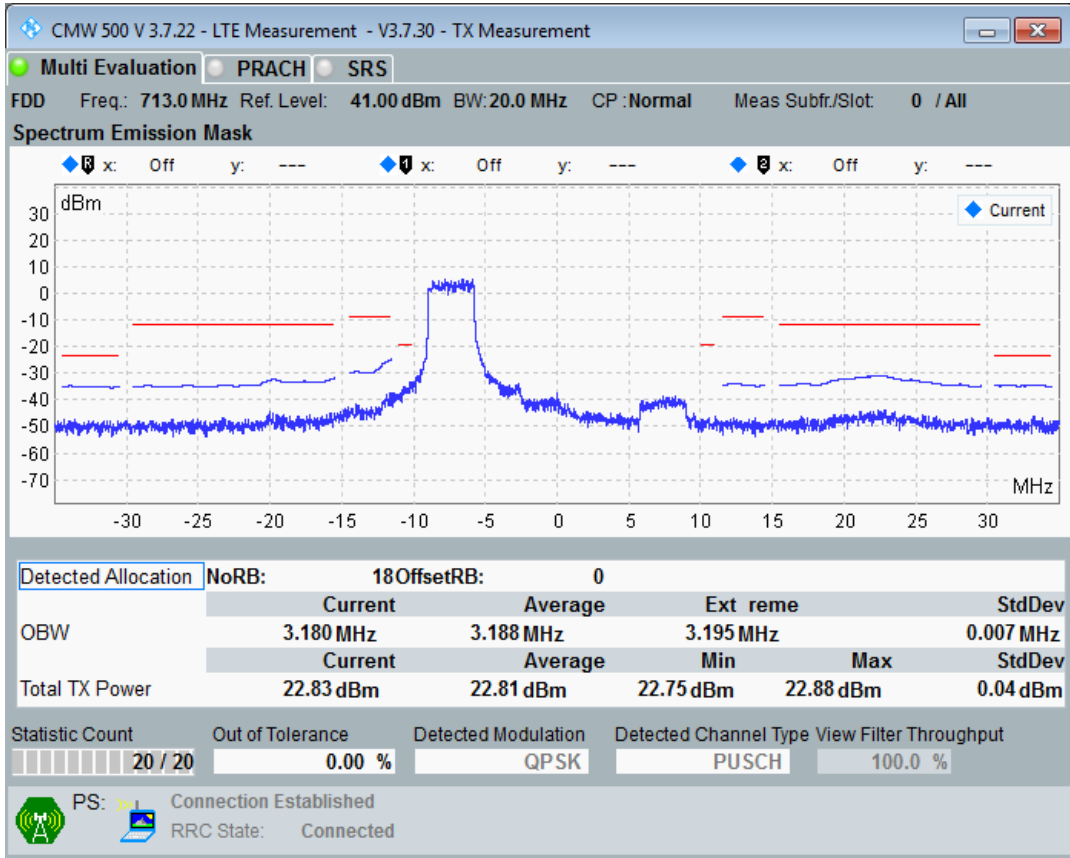 CMW 500 V 3.7.22 - LTE Measurement - V3.7.30 - TX Measurement
Multi Evaluation PRACH SRS
FDD Freq.: 713.0 MHz Ref. Level: 41.00 dBm BW: 20.0 MHz CP : Normal Meas Subfr./Slot: 0 / All
Spectrum Emission Mask
R x: Off y: --- 1 x: Off y: --- 2 x: Off y: ---
dBm
Current
30
20
10
0
-10
-20
-30
-40
-50
-60
-70
MHz
-30 -25 -20 -15 -10 -5 0 5 10 15 20 25 30
Detected Allocation NoRB: 18 OffsetRB: 0
Current Average Ext reme StdDev
OBW 3.180 MHz 3.188 MHz 3.195 MHz 0.007 MHz
Current Average Min Max StdDev
Total TX Power 22.83 dBm 22.81 dBm 22.75 dBm 22.88 dBm 0.04 dBm
Statistic Count Out of Tolerance Detected Modulation Detected Channel Type View Filter Throughput
20 / 20 0.00 % QPSK PUSCH 100.0 %
PS: Connection Established
RRC State: Connected